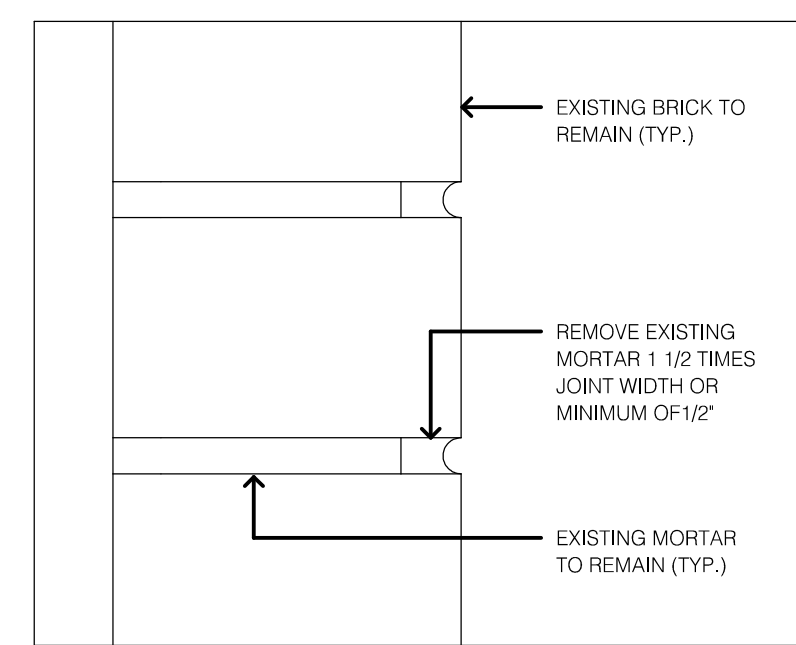 EXISTING BRICK TO
REMAIN (TYP.)
REMOVE EXISTING
MORTAR 1 1/2 TIMES
JOINT WIDTH OR
MINIMUM OF1/2"
EXISTING MORTAR
TO REMAIN (TYP.)